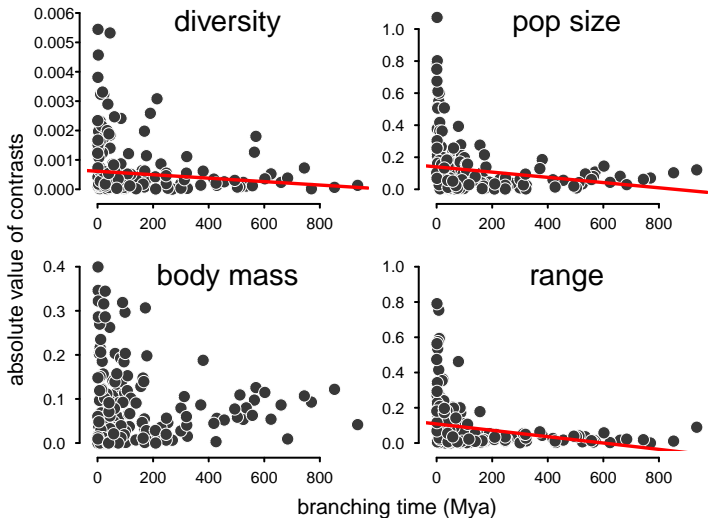 diversity
pop size
0.006
0.005
0.004
0.003
0.002
0.001
0.000
1.0
0.8
0.6
0.4
0.2
0.0
0 200 400 600 800
0 200 400 600 800
absolute value of contrasts
body mass
range
0.4
0.3
0.2
0.1
0.0
1.0
0.8
0.6
0.4
0.2
0.0
0 200 400 600 800
0 200 400 600 800
branching time (Mya)